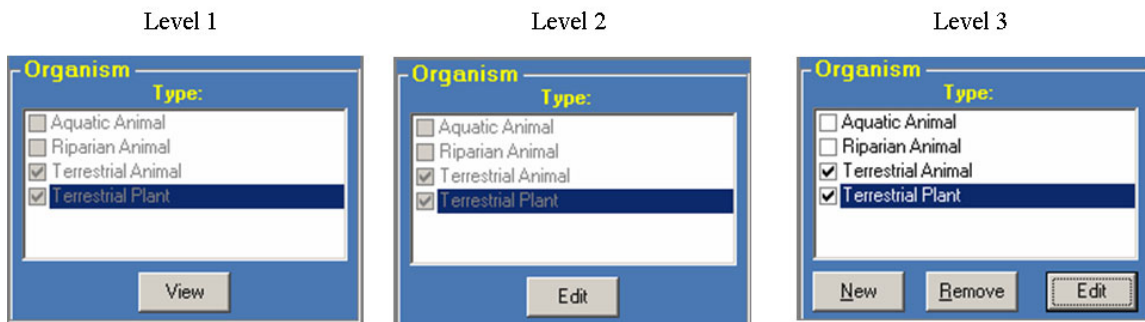 Level 1
Level 2
Level 3
Organism
Type:
Aquatic Animal
Riparian Animal
Terrestrial Animal
Terrestrial Plant
View
Organism
Type:
Aquatic Animal
Riparian Animal
Terrestrial Animal
Terrestrial Plant
Edit
Organism
Type:
Aquatic Animal
Riparian Animal
Terrestrial Animal
Terrestrial Plant
New
Remove
Edit